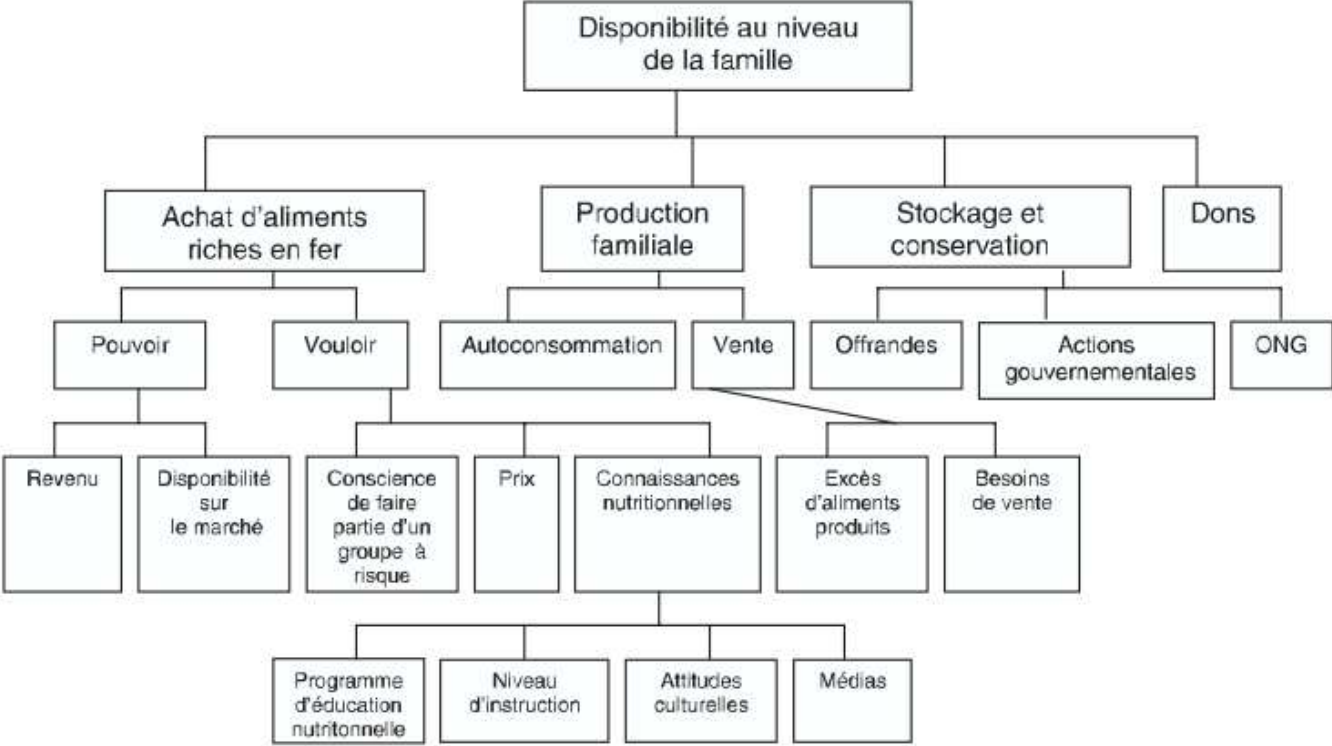 Disponibilité au niveau
de la famille
Achat d'aliments
riches en fer
Production
familiale
Stockage et
conservation
Dons
Pouvoir
Vouloir
Autoconsommation
Vente
Offrandes
Actions
gouvernementales
ONG
Revenu
Disponibilité
sur
le marché
Conscience
de faire
partie d'un
groupe à
risque
Prix
Connaissances
nutritionnelles
Excès
d'aliments
produits
Besoins
de vente
Programme
d'éducation
nutritonnelle
Niveau
d'instruction
Attitudes
culturelles
Médias